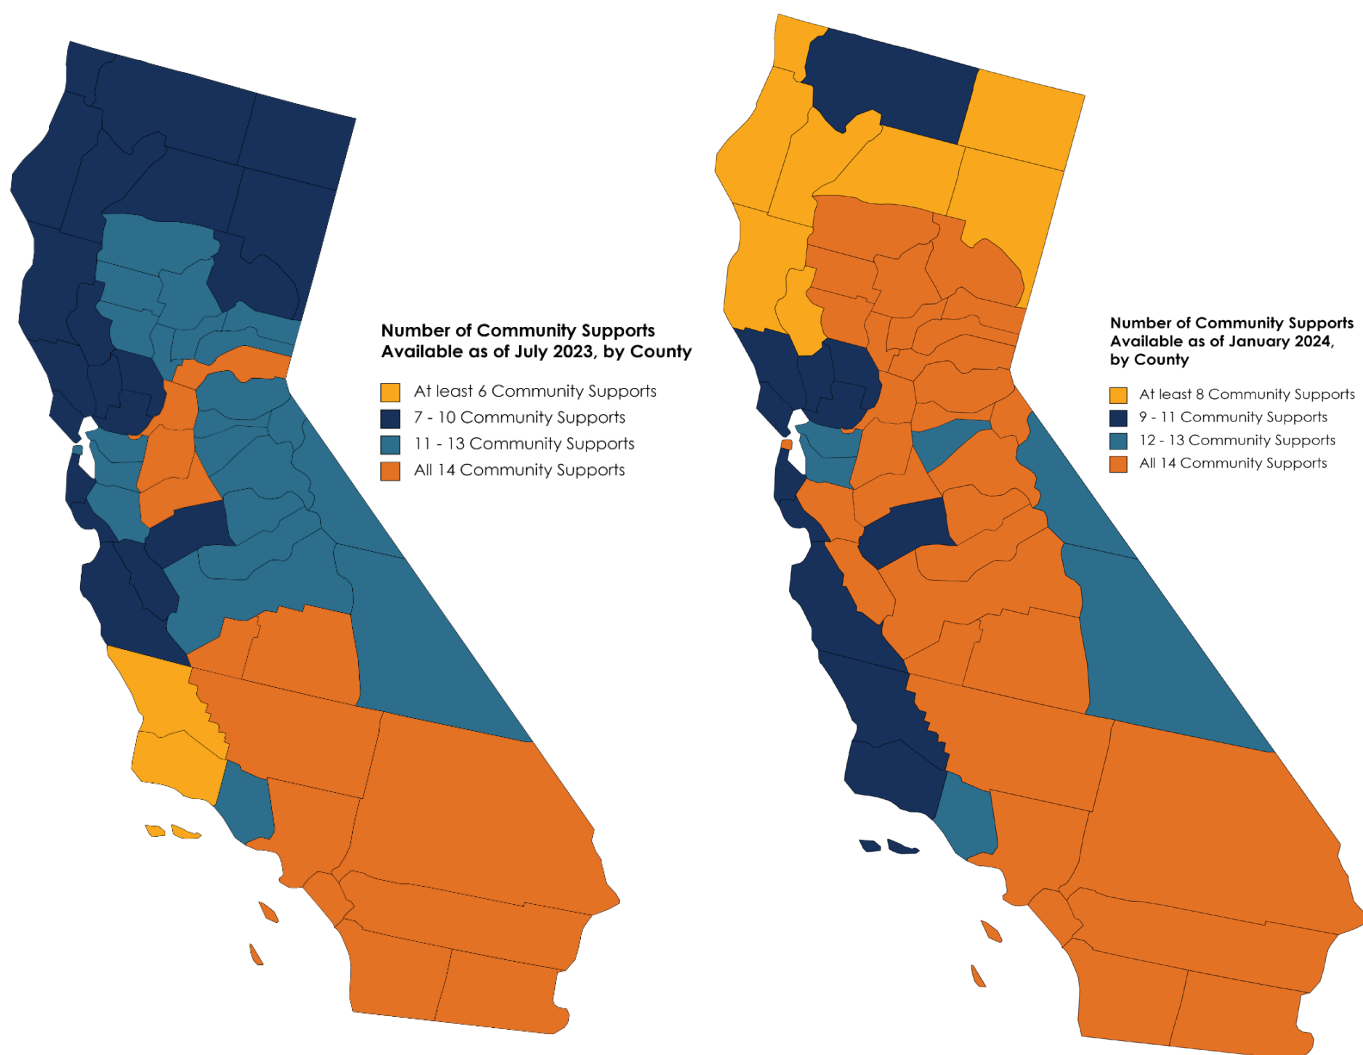 Number of Community Supports
Available as of July 2023, by County
At least 6 Community Supports
7 - 10 Community Supports
11 - 13 Community Supports
All 14 Community Supports
Number of Community Supports
Available as of January 2024,
by County
At least 8 Community Supports
9 - 11 Community Supports
12 - 13 Community Supports
All 14 Community Supports